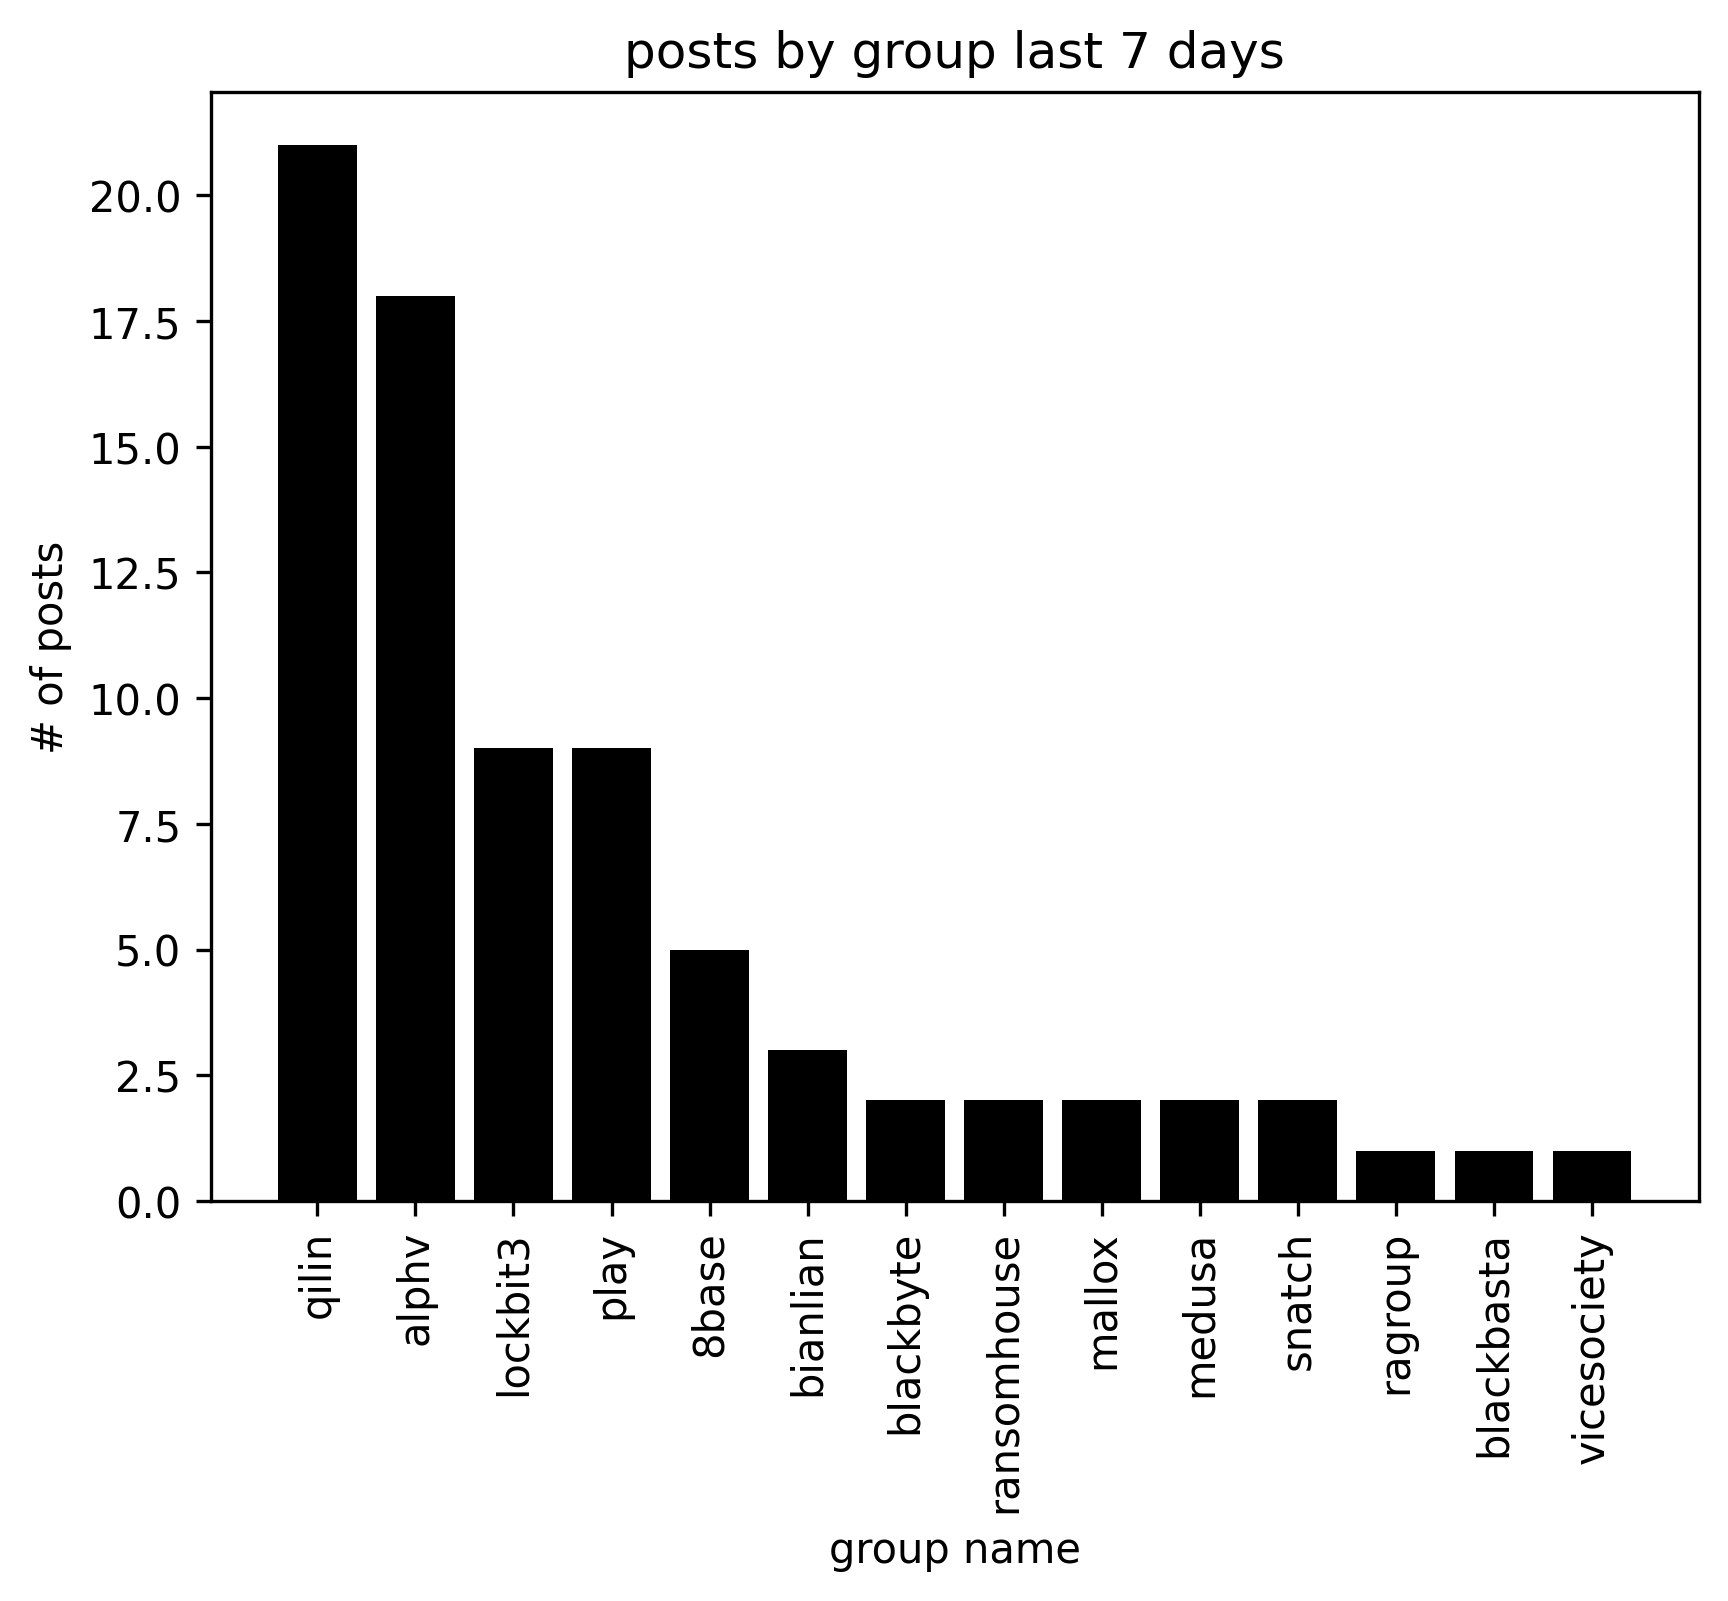 posts by group last 7 days
# of posts
20.0
17.5
15.0
12.5
10.0
7.5
5.0
2.5
0.0
qilin
alphv
lockbit3
play
8base
bianlian
blackbyte
ransomhouse
mallox
medusa
snatch
ragroup
blackbasta
vicesociety
group name